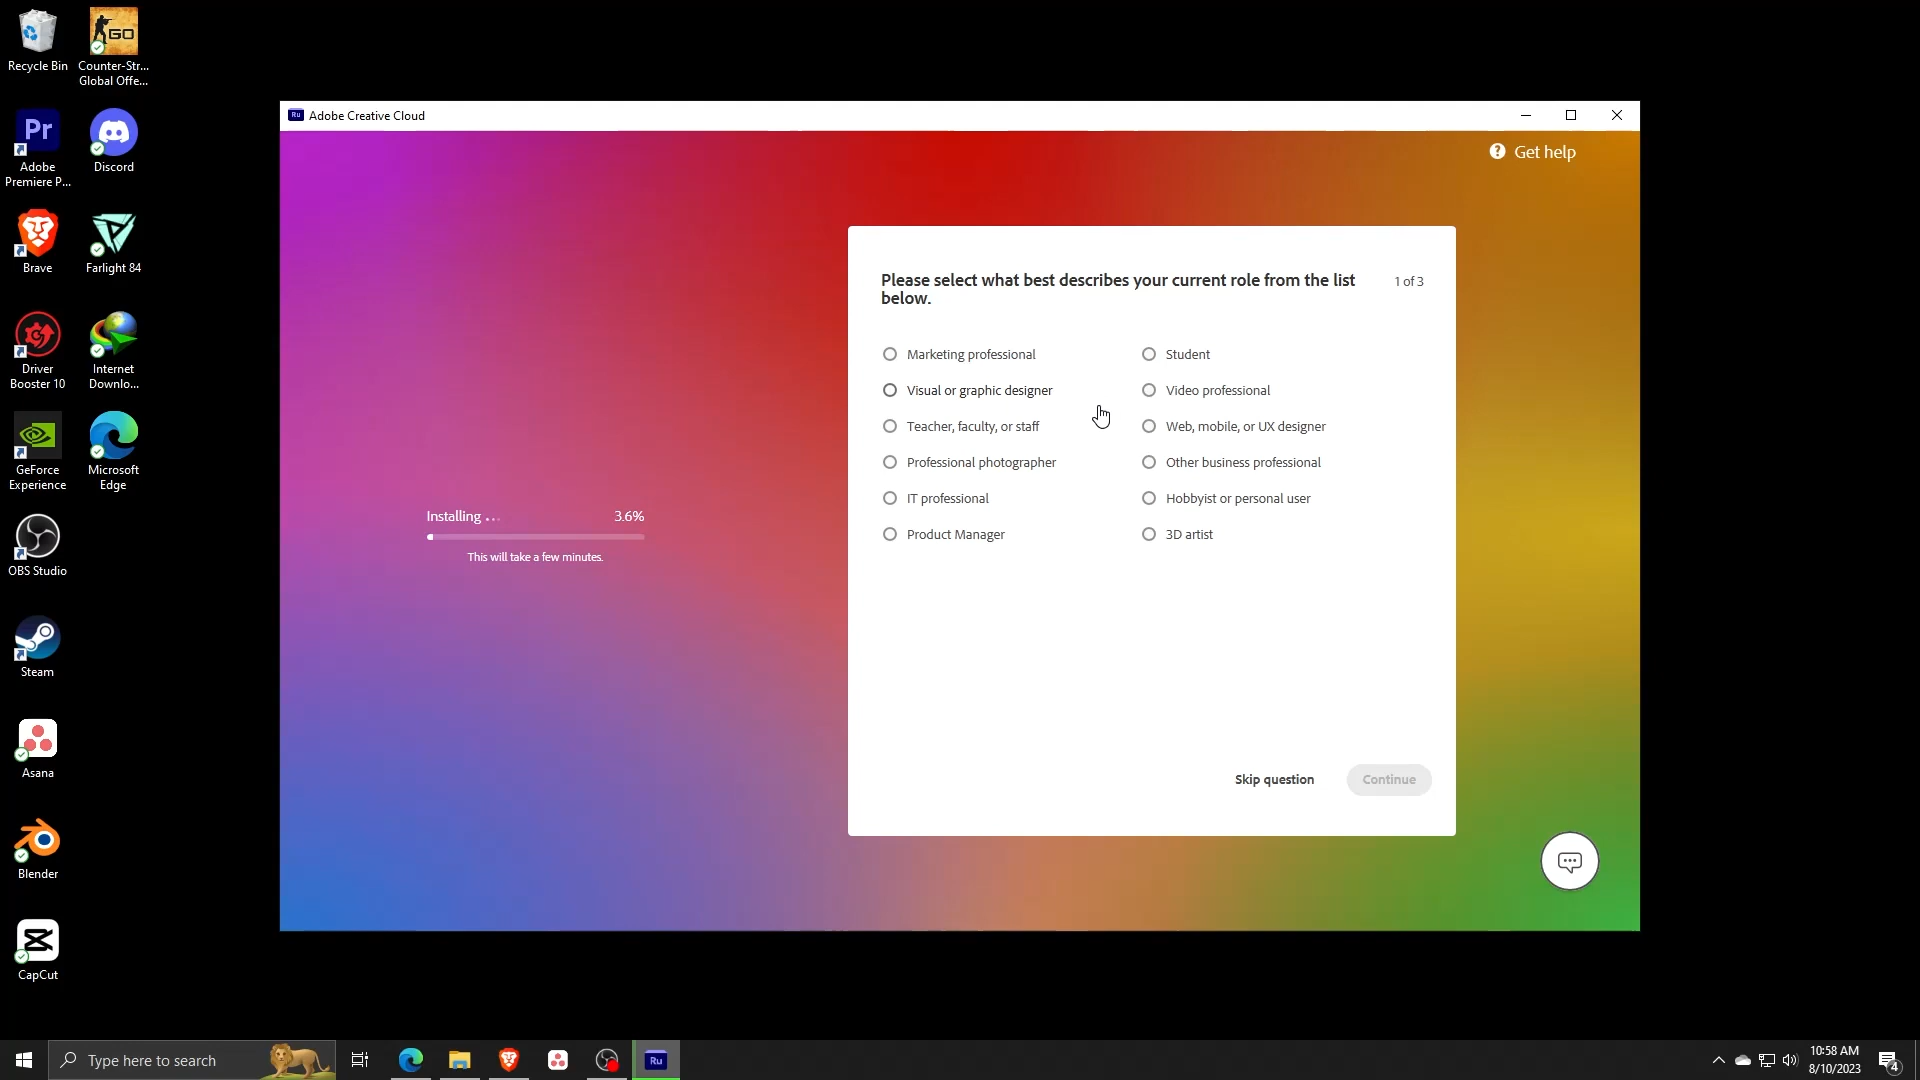 Recycle Bin
GO
Counter-Str...
Global Offe...
Pr
Adobe
Premiere P...
Discord
Brave
Farlight 84
Driver
Booster 10
Internet
Downlo...
GeForce
Experience
Microsoft
Edge
OBS Studio
Steam
Asana
Blender
CapCut
Ru Adobe Creative Cloud
? Get help
Installing ...
3.6%
This will take a few minutes.
Please select what best describes your current role from the list
below.
1 of 3
Marketing professional
Student
Visual or graphic designer
Video professional
Teacher, faculty, or staff
Web, mobile, or UX designer
Professional photographer
Other business professional
IT professional
Hobbyist or personal user
Product Manager
3D artist
Skip question
Continue
Type here to search
Ru
10:58 AM
8/10/2023
4